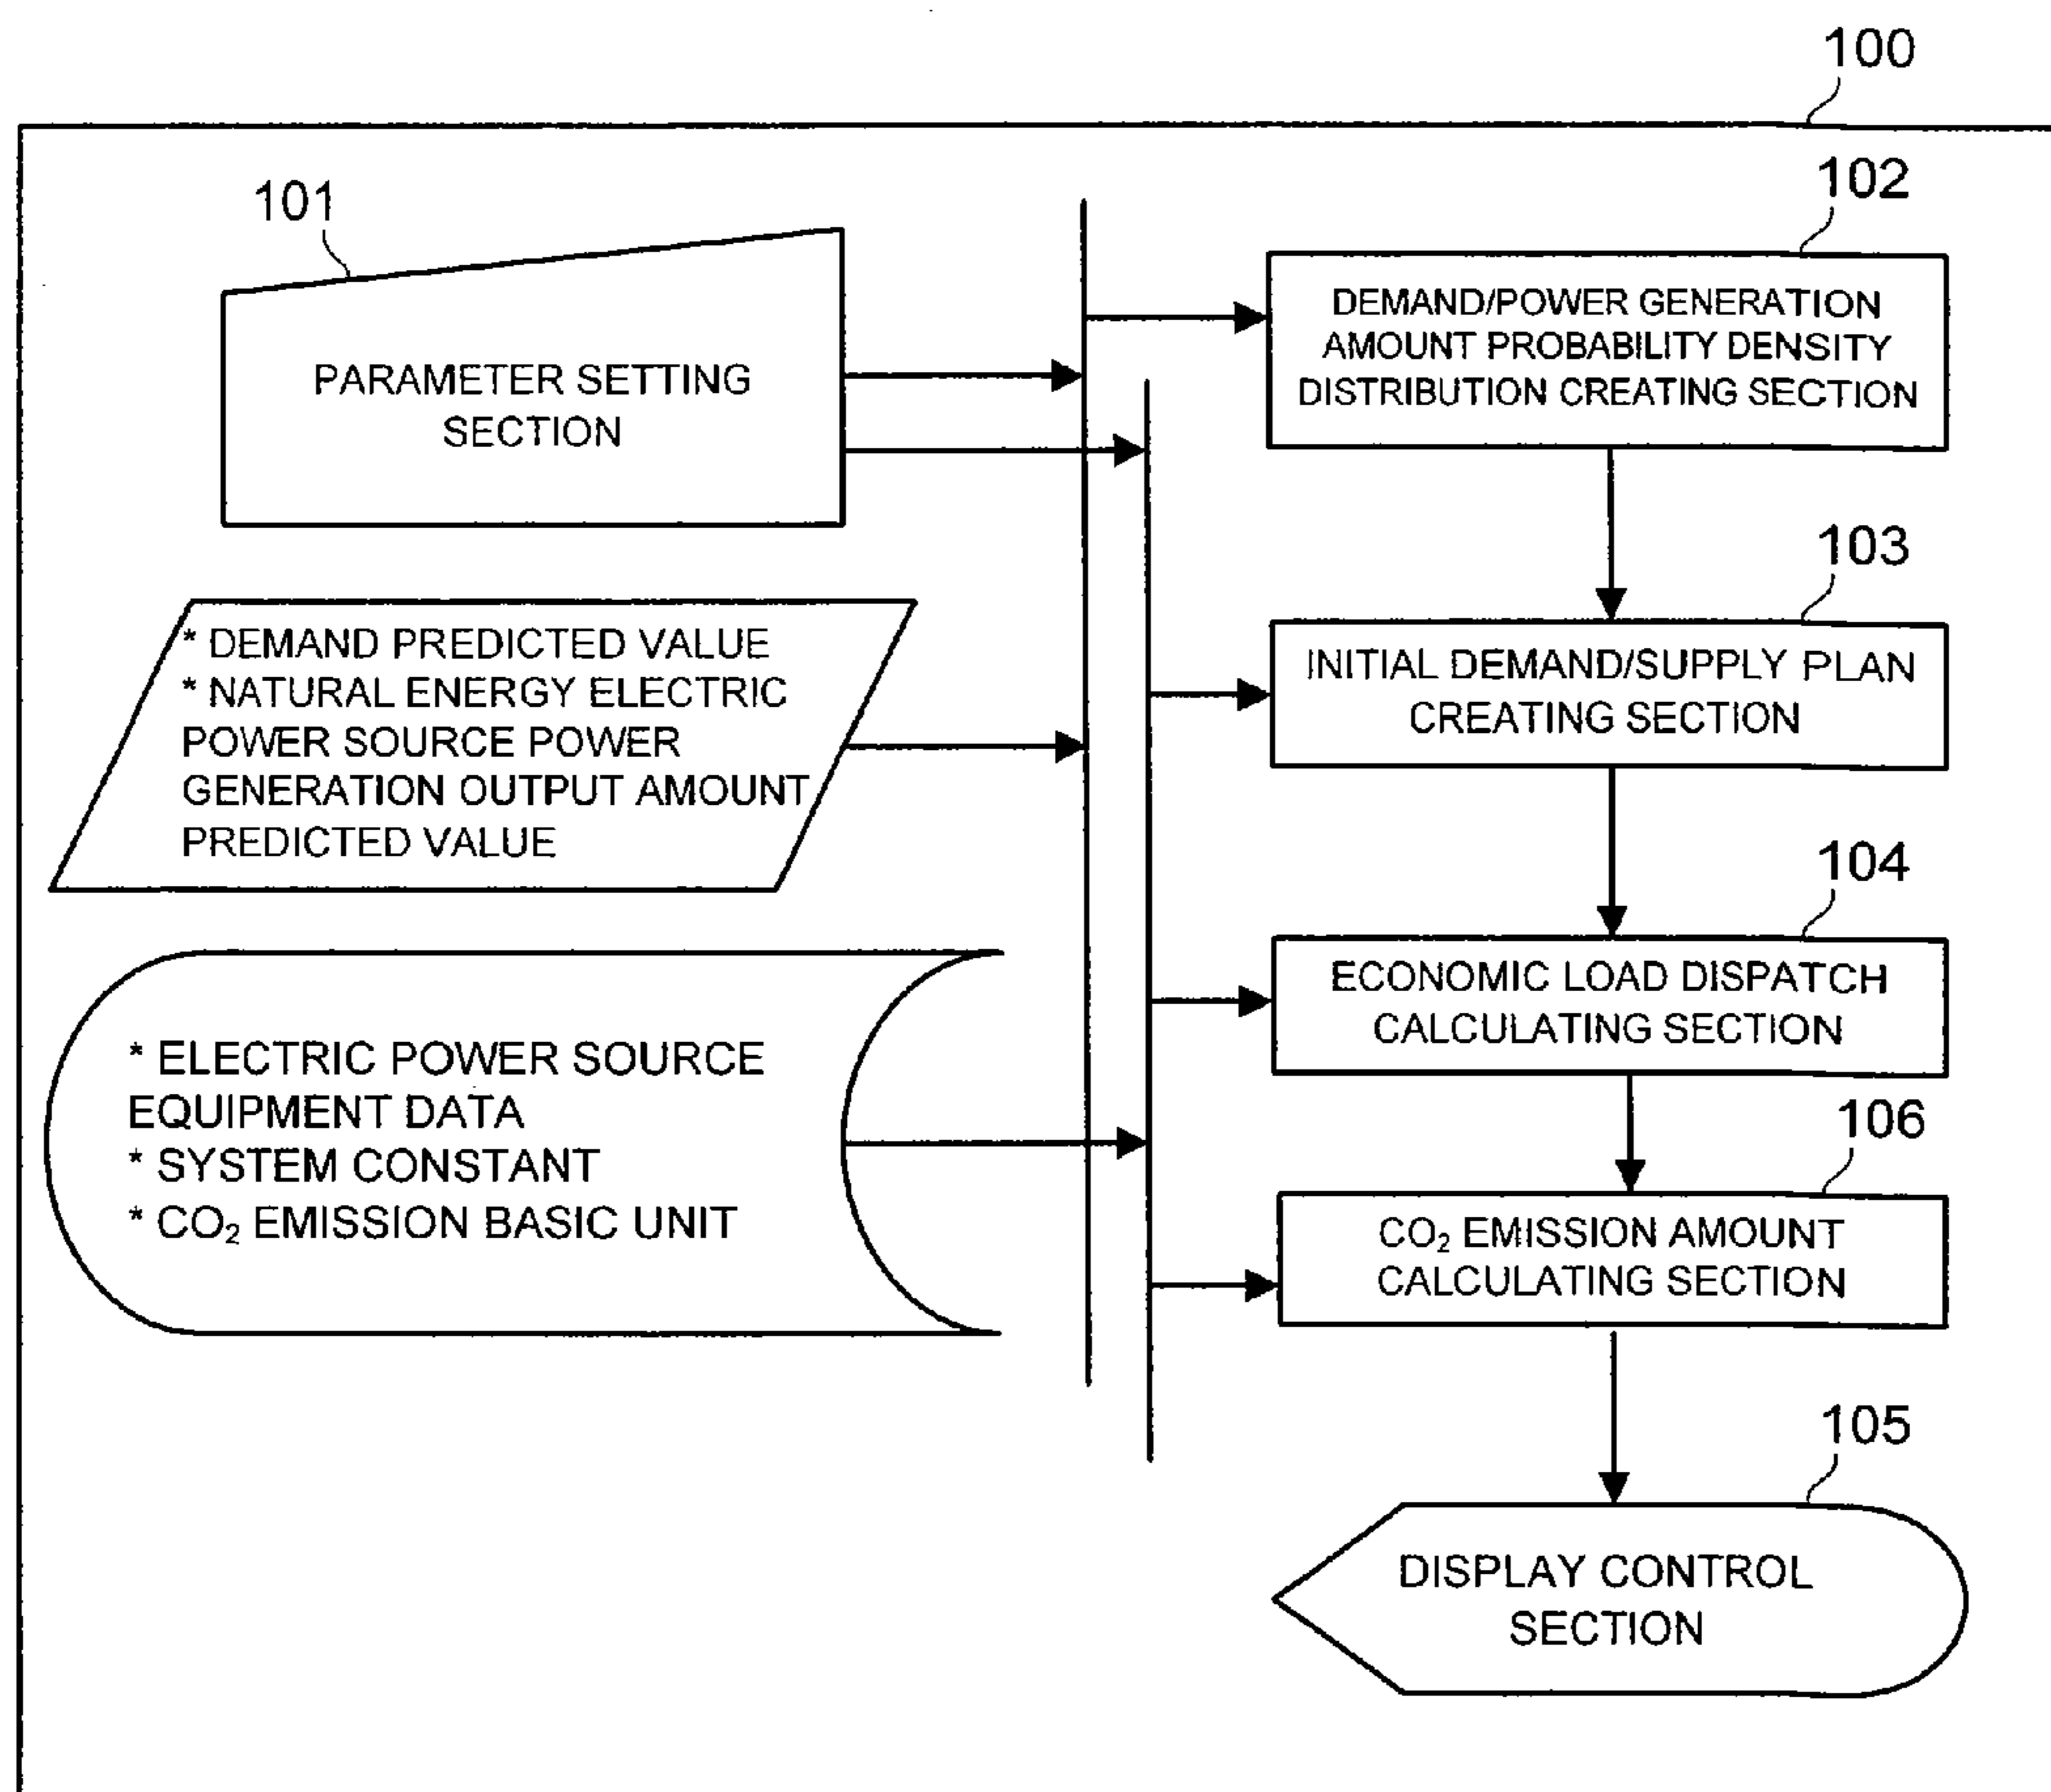 100
101
PARAMETER SETTING
SECTION
* DEMAND PREDICTED VALUE
* NATURAL ENERGY ELECTRIC
POWER SOURCE POWER
GENERATION OUTPUT AMOUNT
PREDICTED VALUE
* ELECTRIC POWER SOURCE
EQUIPMENT DATA
* SYSTEM CONSTANT
* CO₂ EMISSION BASIC UNIT
102
DEMAND/POWER GENERATION
AMOUNT PROBABILITY DENSITY
DISTRIBUTION CREATING SECTION
103
INITIAL DEMAND/SUPPLY PLAN
CREATING SECTION
104
ECONOMIC LOAD DISPATCH
CALCULATING SECTION
106
CO₂ EMISSION AMOUNT
CALCULATING SECTION
105
DISPLAY CONTROL
SECTION